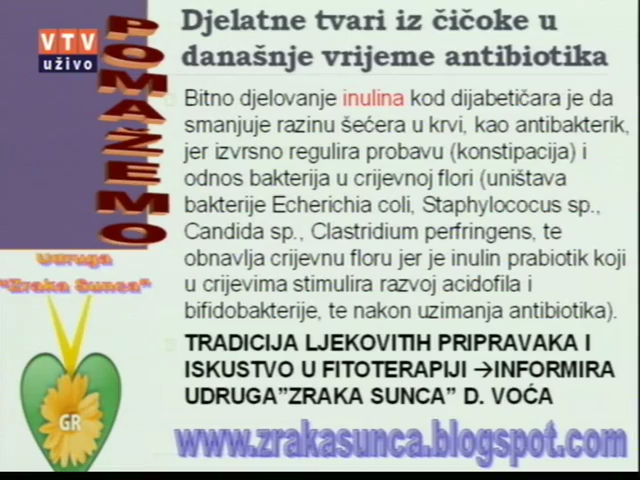 VTV
uživo
POMAŽEMO
Udruga
"Zraka Sunca"
GR
Djelatne tvari iz čičoke u
današnje vrijeme antibiotika
Bitno djelovanje inulina kod dijabetičara je da
smanjuje razinu šećera u krvi, kao antibakterik,
jer izvrsno regulira probavu (konstipacija) i
odnos bakterija u crijevnoj flori (uništava
bakterije Echerichia coli, Staphylococus sp.,
Candida sp., Clastridium perfringens, te
obnavlja crijevnu floru jer je inulin prabiotik koji
u crijevima stimulira razvoj acidofila i
bifidobakterije, te nakon uzimanja antibiotika).
TRADICIJA LJEKOVITIH PRIPRAVAKA I
ISKUSTVO U FITOTERAPIJI →INFORMIRA
UDRUGA"ZRAKA SUNCA" D. VOĆA
www.zrakasunca.blogspot.com